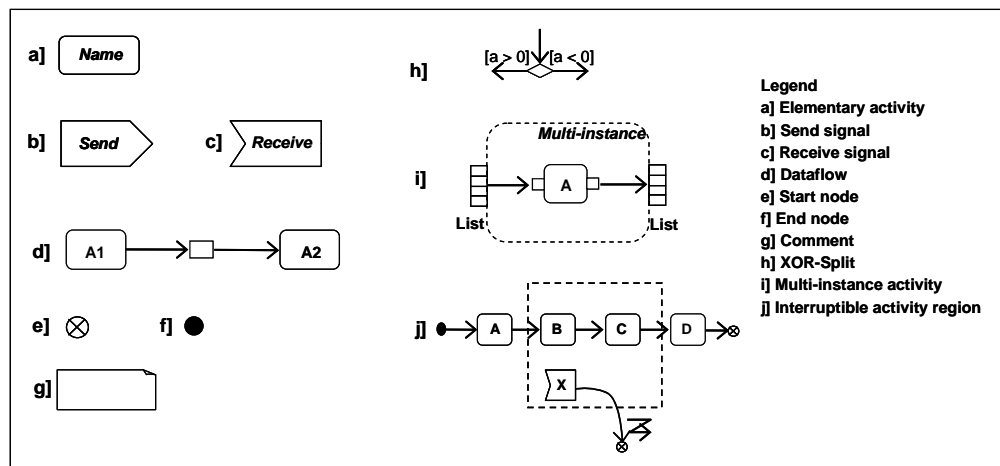 a] Name
b] Send
c] Receive
d] A1 A2
e]
f]
g]
h] [a > 0] [a < 0]
Multi-instance
i] A
List List
j] A B C D
X
Legend
a] Elementary activity
b] Send signal
c] Receive signal
d] Dataflow
e] Start node
f] End node
g] Comment
h] XOR-Split
i] Multi-instance activity
j] Interruptible activity region